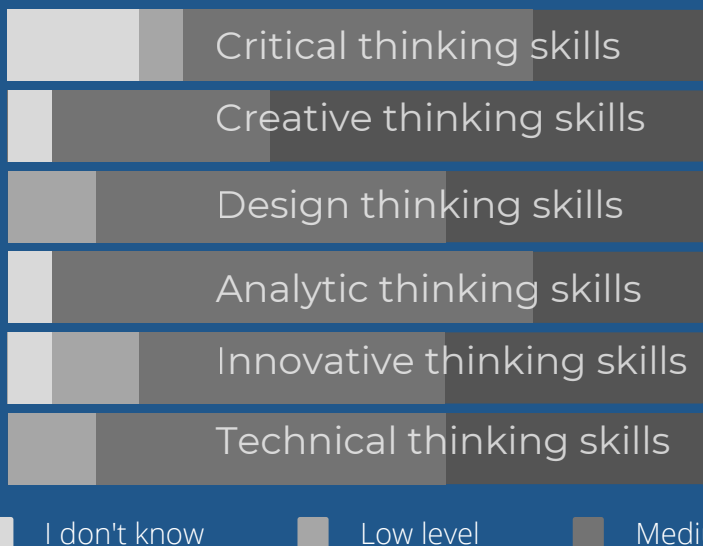 Critical thinking skills
Creative thinking skills
Design thinking skills
Analytic thinking skills
Innovative thinking skills
Technical thinking skills
I don't know Low level